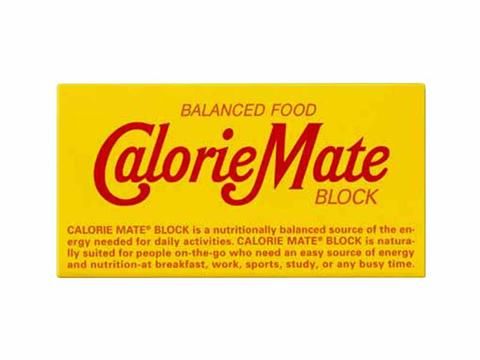 BALANCED FOOD
CalorieMate
BLOCK
CALORIE MATE® BLOCK is a nutritionally balanced source of the en-
ergy needed for daily activities. CALORIE MATE® BLOCK is natura-
lly suited for people on-the-go who need an easy source of energy
and nutrition-at breakfast, work, sports, study, or any busy time.